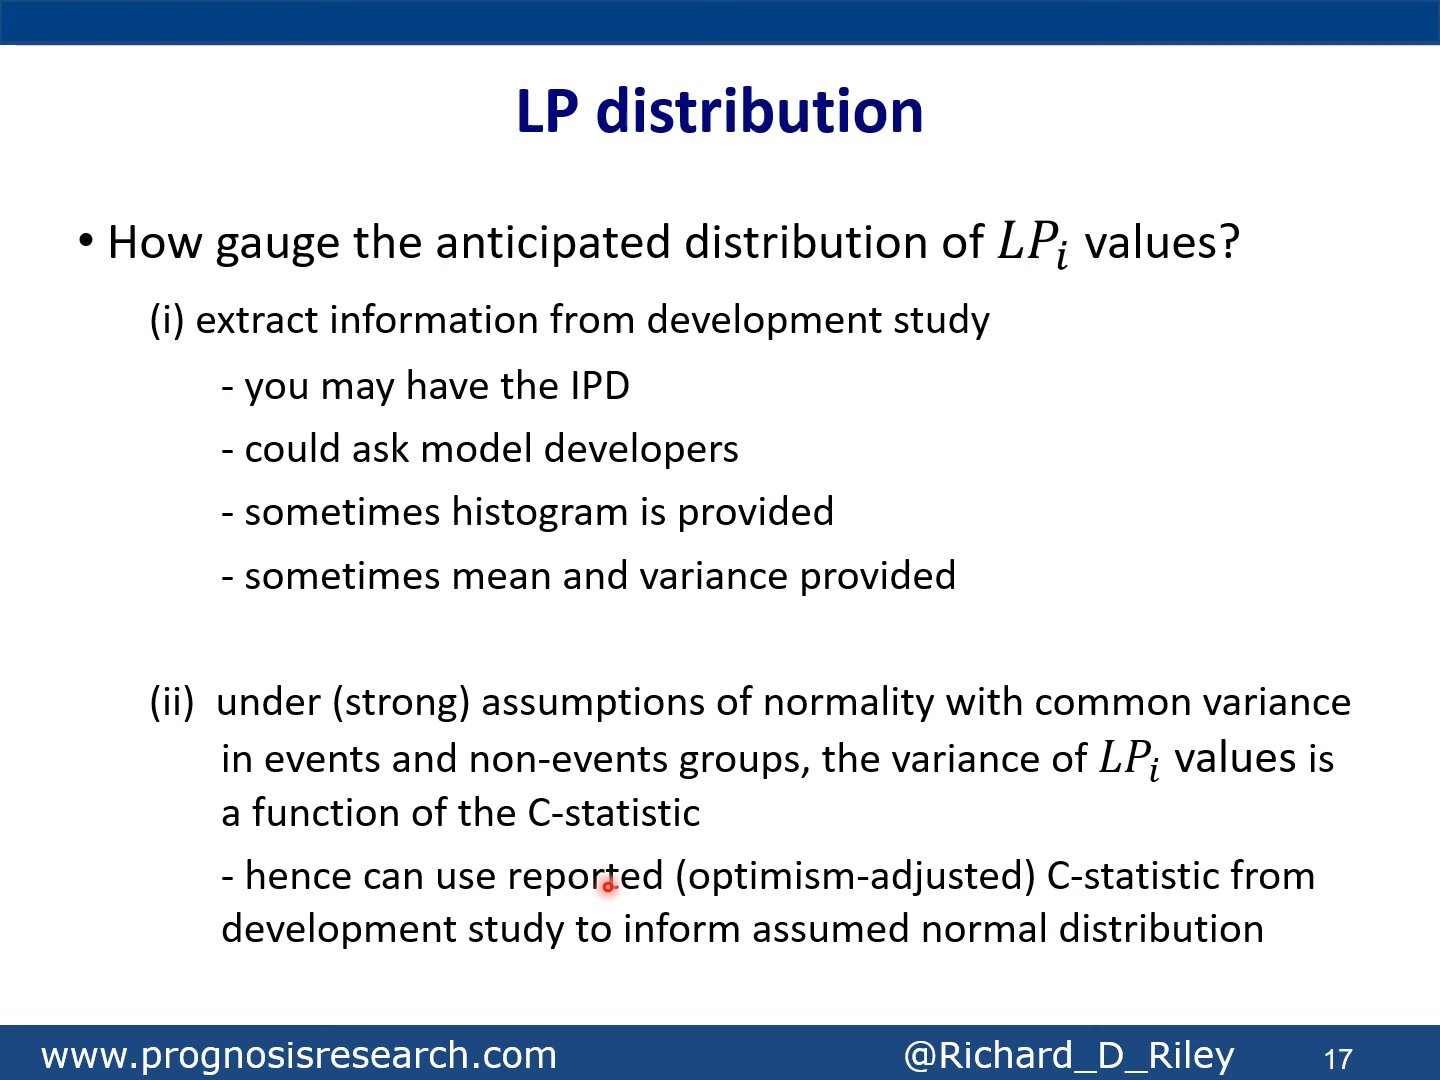 LP distribution
• How gauge the anticipated distribution of LPᵢ values?
(i) extract information from development study
- you may have the IPD
- could ask model developers
- sometimes histogram is provided
- sometimes mean and variance provided
(ii) under (strong) assumptions of normality with common variance
in events and non-events groups, the variance of LPᵢ values is
a function of the C-statistic
- hence can use reported (optimism-adjusted) C-statistic from
development study to inform assumed normal distribution
www.prognosisresearch.com @Richard_D_Riley 17